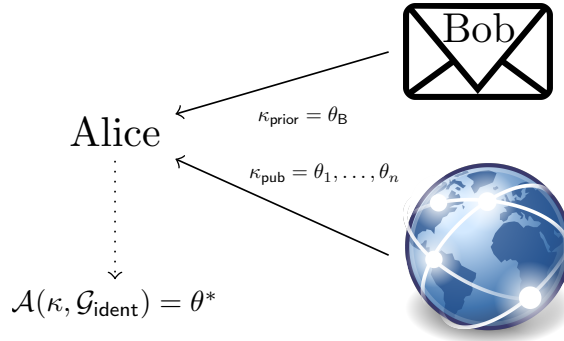 Bob
κ_prior = θ_B
Alice
κ_pub = θ_1, . . . , θ_n
𝒜(κ, 𝒢_ident) = θ*